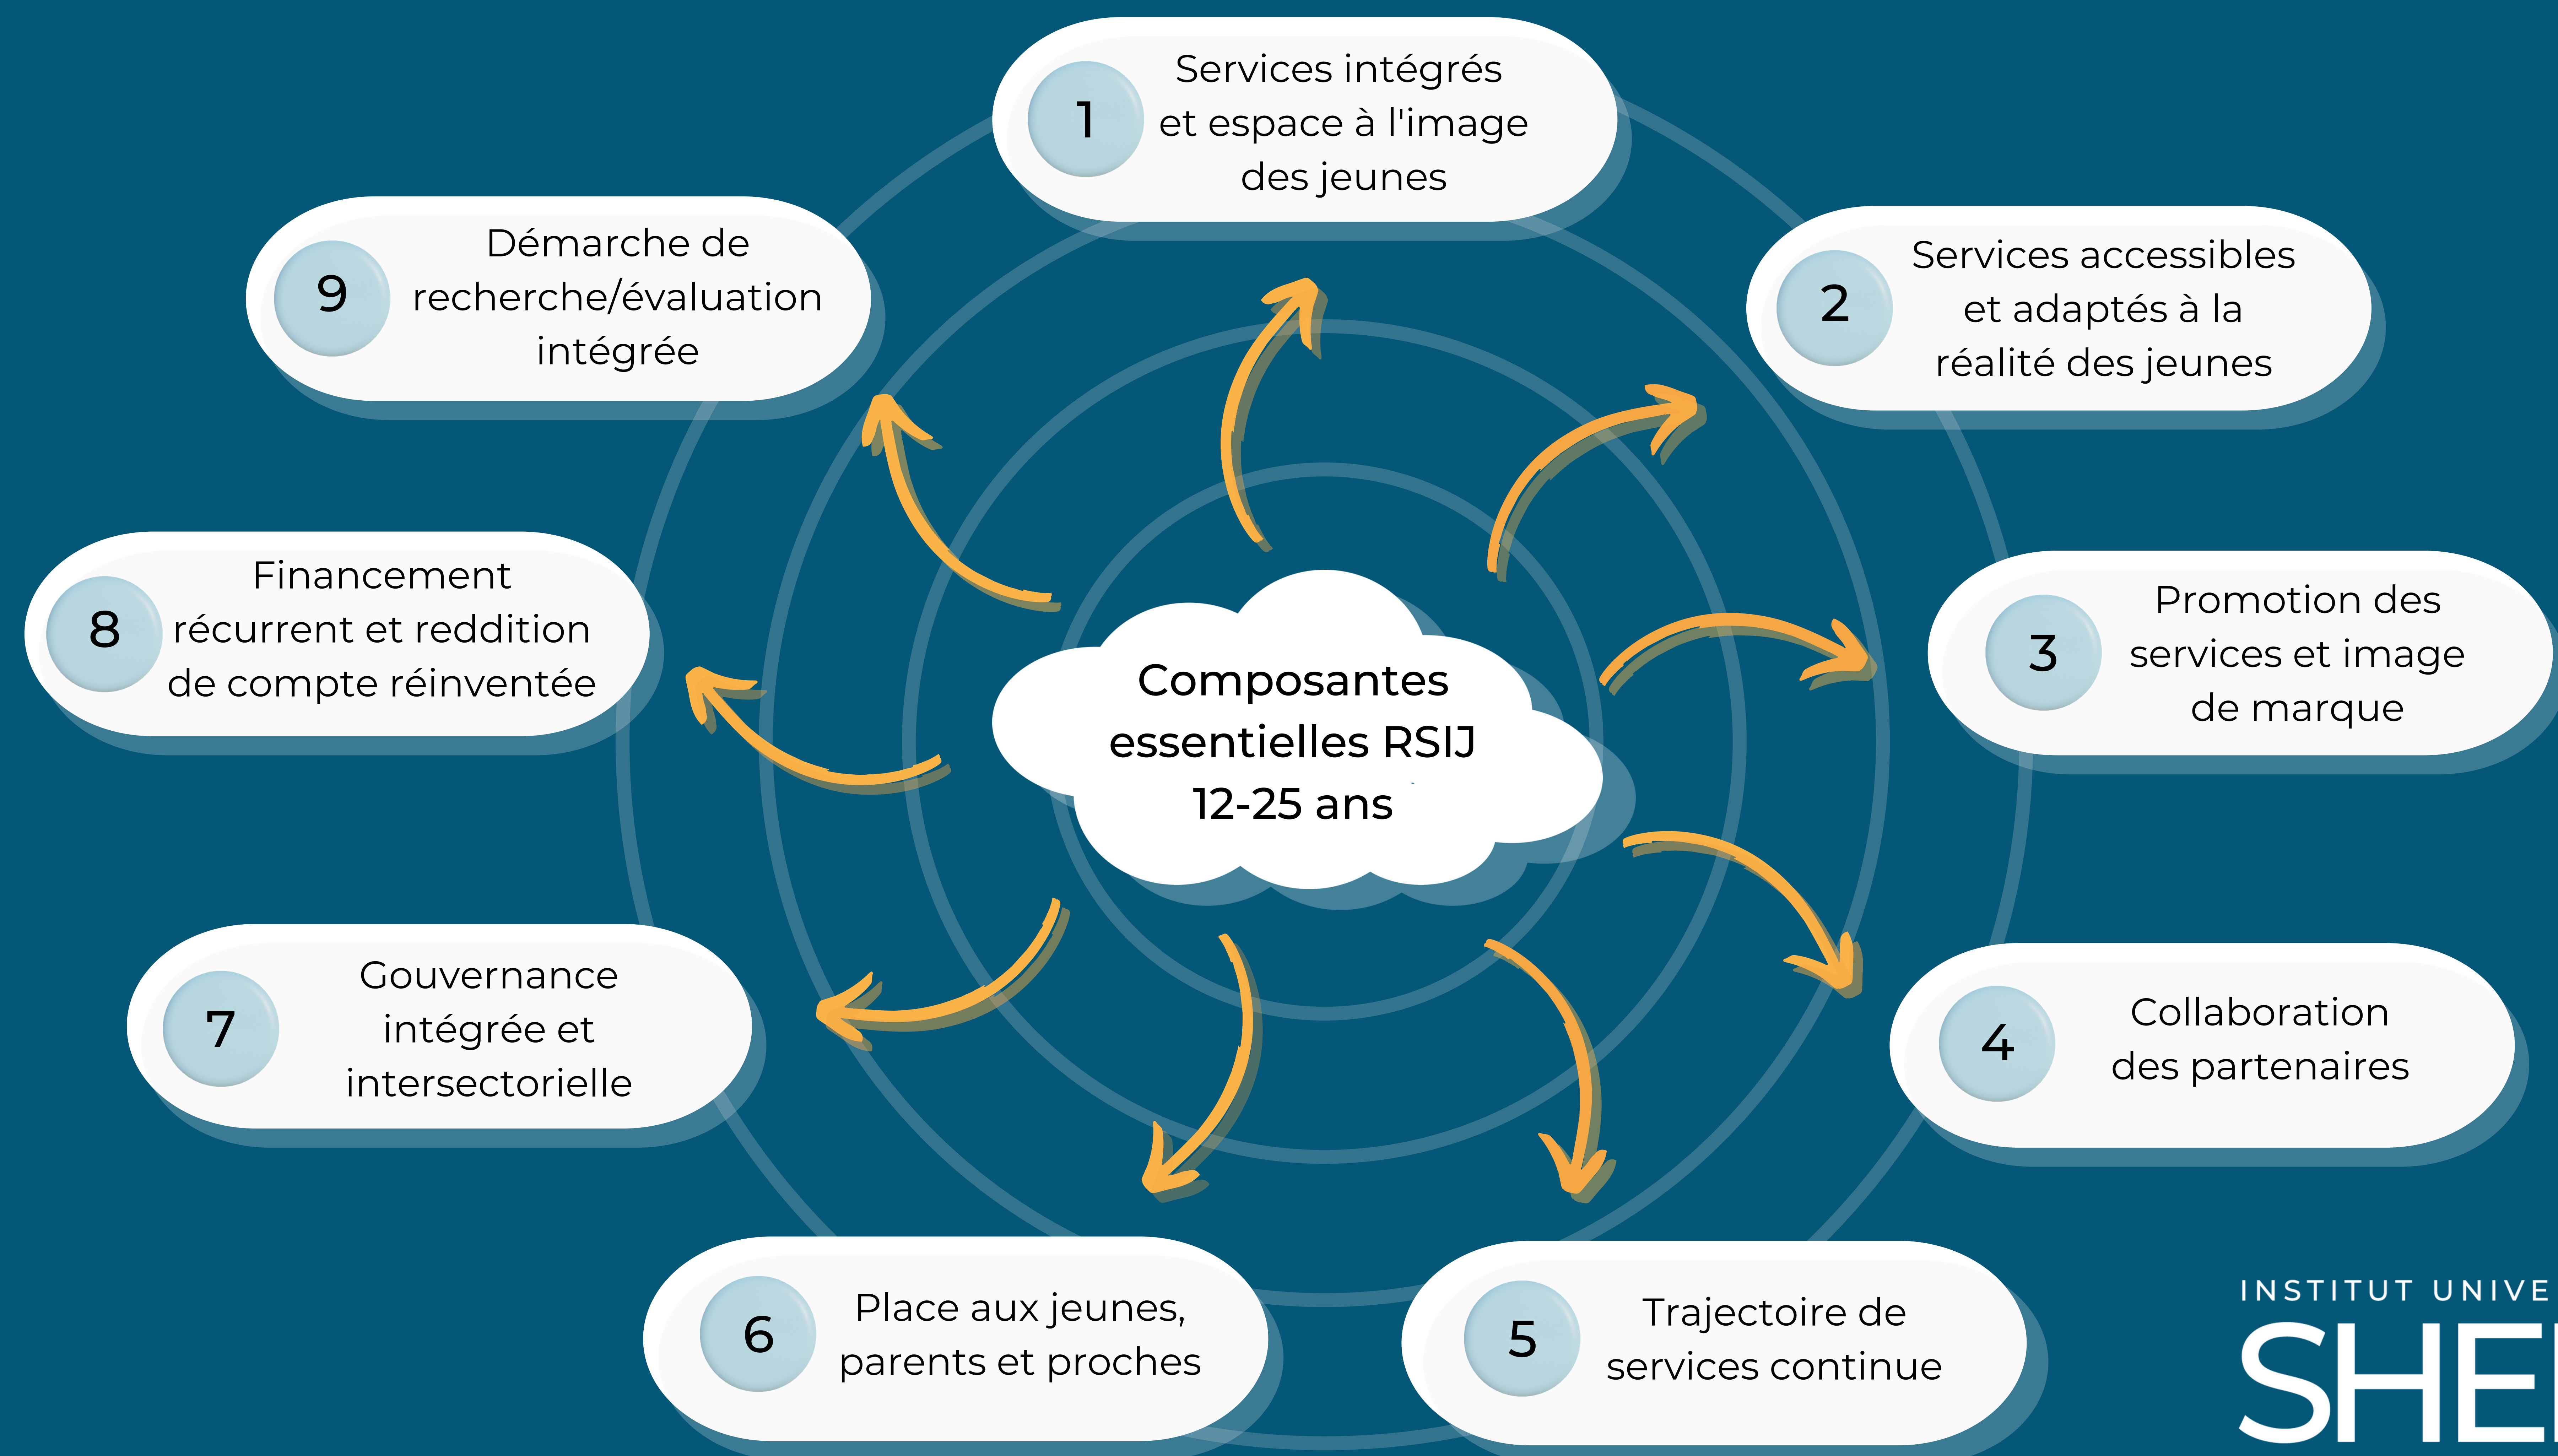 Composantes
essentielles RSIJ
12-25 ans
1
Services intégrés
et espace à l'image
des jeunes
2
Services accessibles
et adaptés à la
réalité des jeunes
3
Promotion des
services et image
de marque
4
Collaboration
des partenaires
5
Trajectoire de
services continue
6
Place aux jeunes,
parents et proches
7
Gouvernance
intégrée et
intersectorielle
8
Financement
récurrent et reddition
de compte réinventée
9
Démarche de
recherche/évaluation
intégrée
INSTITUT